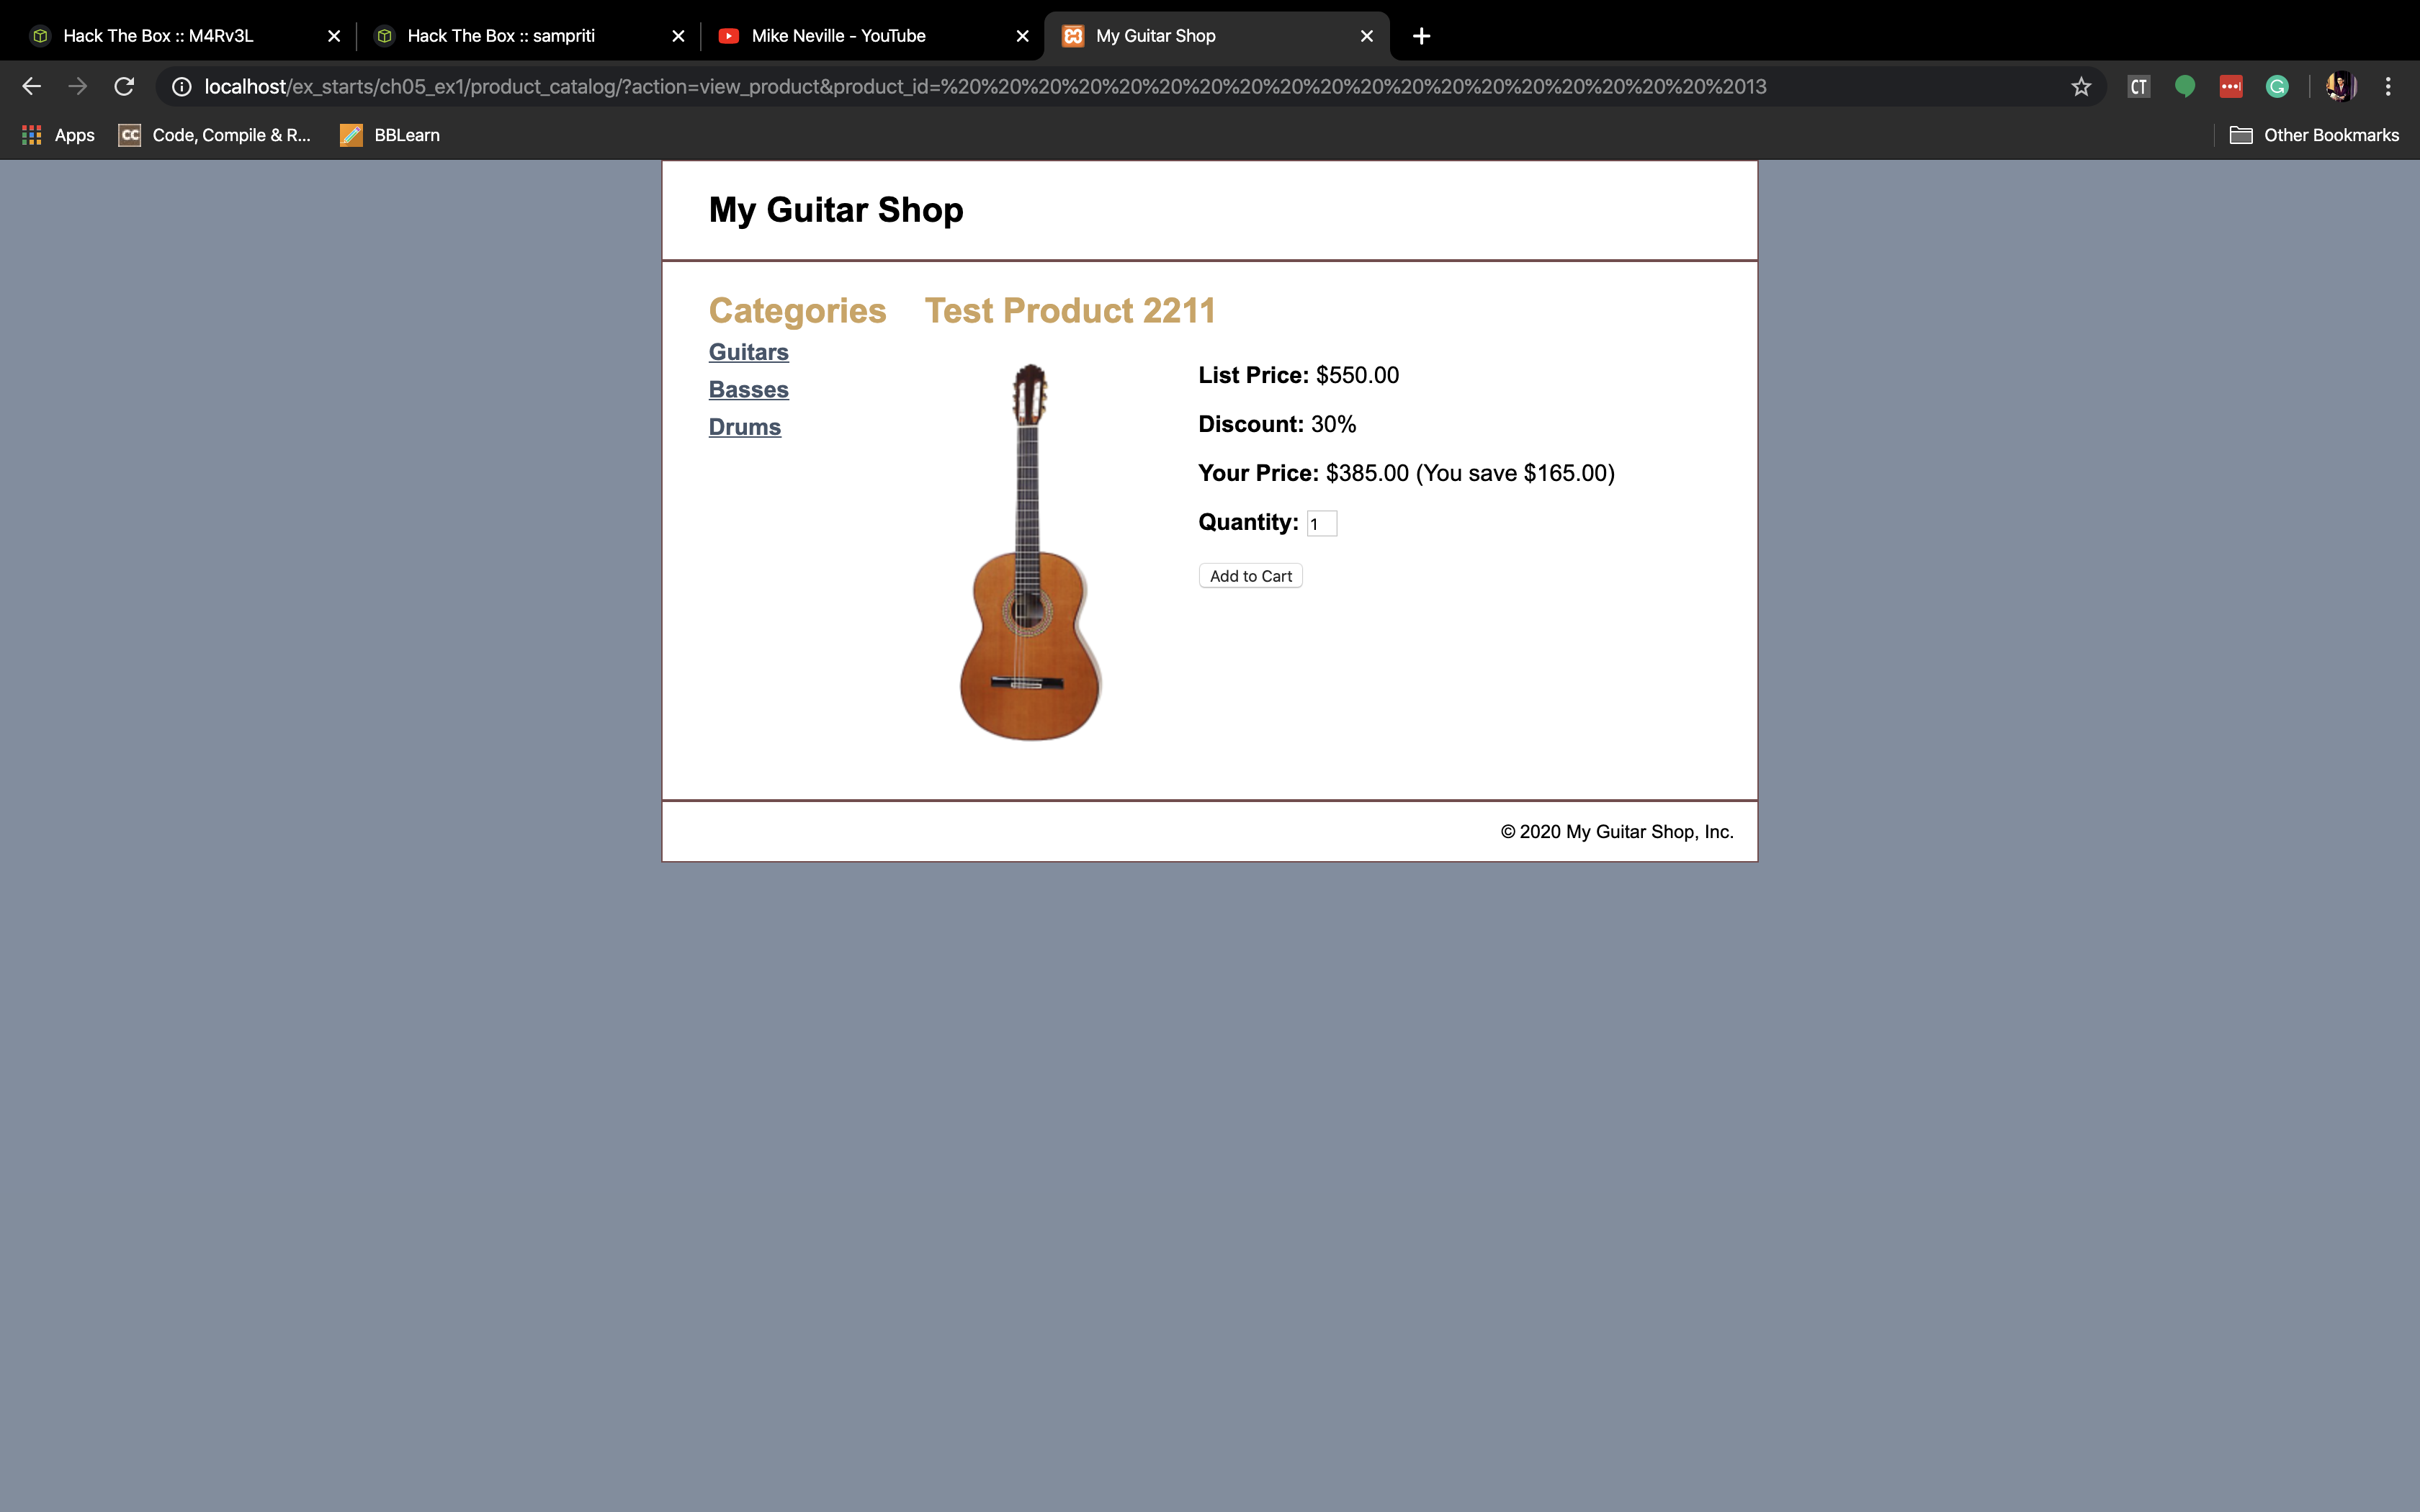 Hack The Box :: M4Rv3L
Hack The Box :: sampriti
Mike Neville - YouTube
My Guitar Shop
localhost/ex_starts/ch05_ex1/product_catalog/?action=view_product&product_id=%20%20%20%20%20%20%20%20%20%20%20%20%20%20%20%20%20%20%20%2013
CT
Apps
CC
Code, Compile & R...
BBLearn
Other Bookmarks
My Guitar Shop
Categories
Guitars
Basses
Drums
Test Product 2211
List Price: $550.00
Discount: 30%
Your Price: $385.00 (You save $165.00)
Quantity: 1
Add to Cart
© 2020 My Guitar Shop, Inc.